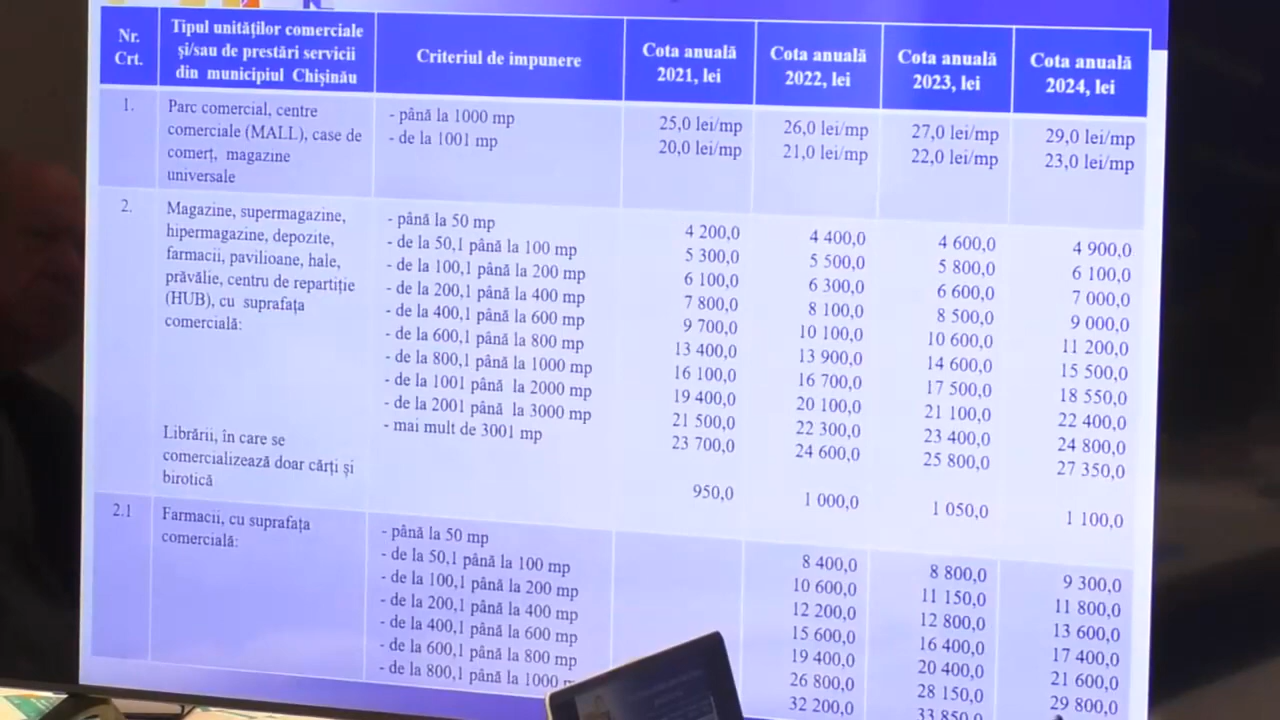 Nr. Crt. | Tipul unităților comerciale și/sau de prestări servicii din municipiul Chișinău | Criteriul de impunere | Cota anuală 2021, lei | Cota anuală 2022, lei | Cota anuală 2023, lei | Cota anuală 2024, lei
1. Parc comercial, centre comerciale (MALL), case de comerț, magazine universale
- până la 1000 mp 25,0 lei/mp 26,0 lei/mp 27,0 lei/mp 29,0 lei/mp
- de la 1001 mp 20,0 lei/mp 21,0 lei/mp 22,0 lei/mp 23,0 lei/mp
2. Magazine, supermagazine, hipermagazine, depozite, farmacii, pavilioane, hale, prăvălie, centru de repartiție (HUB), cu suprafața comercială:
- până la 50 mp 4 200,0 4 400,0 4 600,0 4 900,0
- de la 50,1 până la 100 mp 5 300,0 5 500,0 5 800,0 6 100,0
- de la 100,1 până la 200 mp 6 100,0 6 300,0 6 600,0 7 000,0
- de la 200,1 până la 400 mp 7 800,0 8 100,0 8 500,0 9 000,0
- de la 400,1 până la 600 mp 9 700,0 10 100,0 10 600,0 11 200,0
- de la 600,1 până la 800 mp 13 400,0 13 900,0 14 600,0 15 500,0
- de la 800,1 până la 1000 mp 16 100,0 16 700,0 17 500,0 18 550,0
- de la 1001 până la 2000 mp 19 400,0 20 100,0 21 100,0 22 400,0
- de la 2001 până la 3000 mp 21 500,0 22 300,0 23 400,0 24 800,0
- mai mult de 3001 mp 23 700,0 24 600,0 25 800,0 27 350,0
Librării, în care se comercializează doar cărți și birotică 950,0 1 000,0 1 050,0 1 100,0
2.1 Farmacii, cu suprafața comercială:
- până la 50 mp 8 400,0 8 800,0 9 300,0
- de la 50,1 până la 100 mp 10 600,0 11 150,0 11 800,0
- de la 100,1 până la 200 mp 12 200,0 12 800,0 13 600,0
- de la 200,1 până la 400 mp 15 600,0 16 400,0 17 400,0
- de la 400,1 până la 600 mp 19 400,0 20 400,0 21 600,0
- de la 600,1 până la 800 mp 26 800,0 28 150,0 29 800,0
- de la 800,1 până la 1000 32 200,0 33 850,0